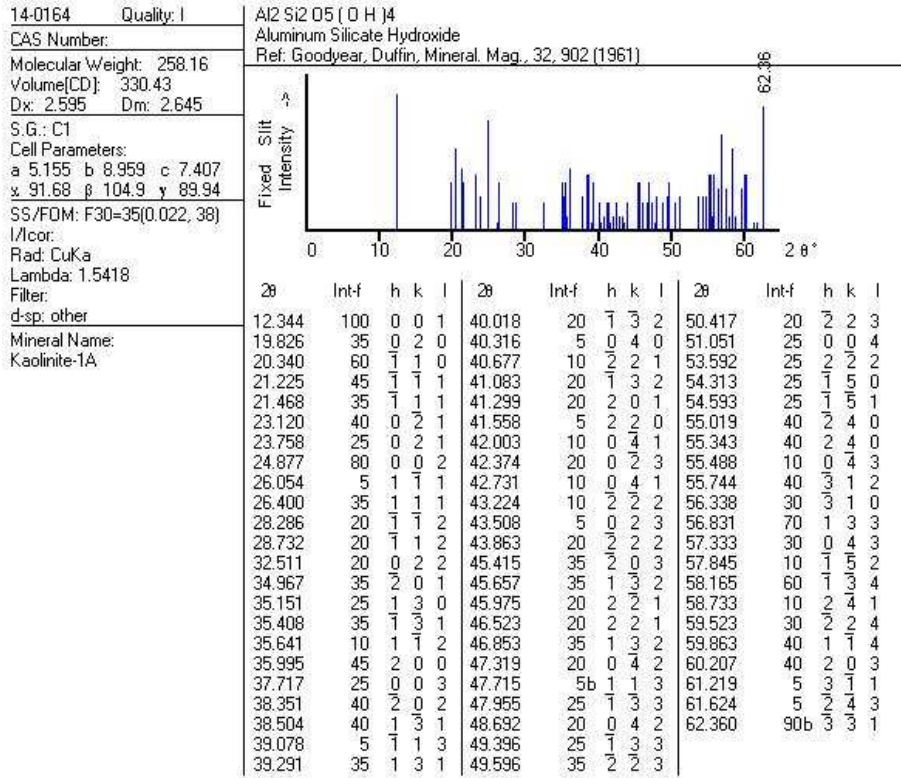 14-0164 Quality: I
CAS Number:
Molecular Weight: 258.16
Volume[CD]: 330.43
Dx: 2.595 Dm: 2.645
S.G.: C1
Cell Parameters:
a 5.155 b 8.959 c 7.407
α 91.68 β 104.9 γ 89.94
SS/FOM: F30=35(0.022, 38)
I/Icor:
Rad: CuKa
Lambda: 1.5418
Filter:
d-sp: other
Mineral Name:
Kaolinite-1A
Al2 Si2 O5 ( O H )4
Aluminum Silicate Hydroxide
Ref: Goodyear, Duffin, Mineral. Mag., 32, 902 (1961)
Fixed Slit
Intensity ->
62.36
0 10 20 30 40 50 60 2 θ °
2θ Int-f h k l 2θ Int-f h k l 2θ Int-f h k l
12.344 100 0 0 1 40.018 20 1̄ 3̄ 2 50.417 20 2̄ 2 3
19.826 35 0 2 0 40.316 5 0 4 0 51.051 25 0 0 4
20.340 60 1̄ 1̄ 0 40.677 10 2̄ 2 1 53.592 25 2̄ 2̄ 2
21.225 45 1̄ 1̄ 1 41.083 20 1̄ 3 2 54.313 25 1̄ 5 0
21.468 35 1̄ 1 1 41.299 20 2 0 1 54.593 25 1̄ 5̄ 1
23.120 40 0 2̄ 1 41.558 5 2 2̄ 0 55.019 40 2 4̄ 0
23.758 25 0 2 1 42.003 10 0 4̄ 1 55.343 40 2 4 0
24.877 80 0 0 2 42.374 20 0 2̄ 3 55.488 10 0 4̄ 3
26.054 5 1 1̄ 1 42.731 10 0 4 1 55.744 40 3̄ 1 2
26.400 35 1 1 1 43.224 10 2̄ 2̄ 2 56.338 30 3 1̄ 0
28.286 20 1̄ 1̄ 2 43.508 5 0 2 3 56.831 70 1 3 3
28.732 20 1̄ 1 2 43.863 20 2̄ 2 2 57.333 30 0 4 3
32.511 20 0 2 2 45.415 35 2̄ 0 3 57.845 10 1̄ 5̄ 2
34.967 35 2̄ 0 1 45.657 35 1 3̄ 2 58.165 60 1̄ 3̄ 4
35.151 25 1 3 0 45.975 20 2 2̄ 1 58.733 10 2 4̄ 1
35.408 35 1̄ 3̄ 1 46.523 20 2 2 1 59.523 30 2̄ 2̄ 4
35.641 10 1 1̄ 2 46.853 35 1 3 2 59.863 40 1 1̄ 4
35.995 45 2 0 0 47.319 20 0 4̄ 2 60.207 40 2 0 3
37.717 25 0 0 3 47.715 5b 1 1 3 61.219 5 3 1̄ 1
38.351 40 2̄ 0 2 47.955 25 1̄ 3̄ 3 61.624 5 2̄ 4̄ 3
38.504 40 1 3̄ 1 48.692 20 0 4 2 62.360 90b 3̄ 3 1
39.078 5 1̄ 1 3 49.396 25 1̄ 3 3
39.291 35 1 3 1 49.596 35 2̄ 2̄ 3